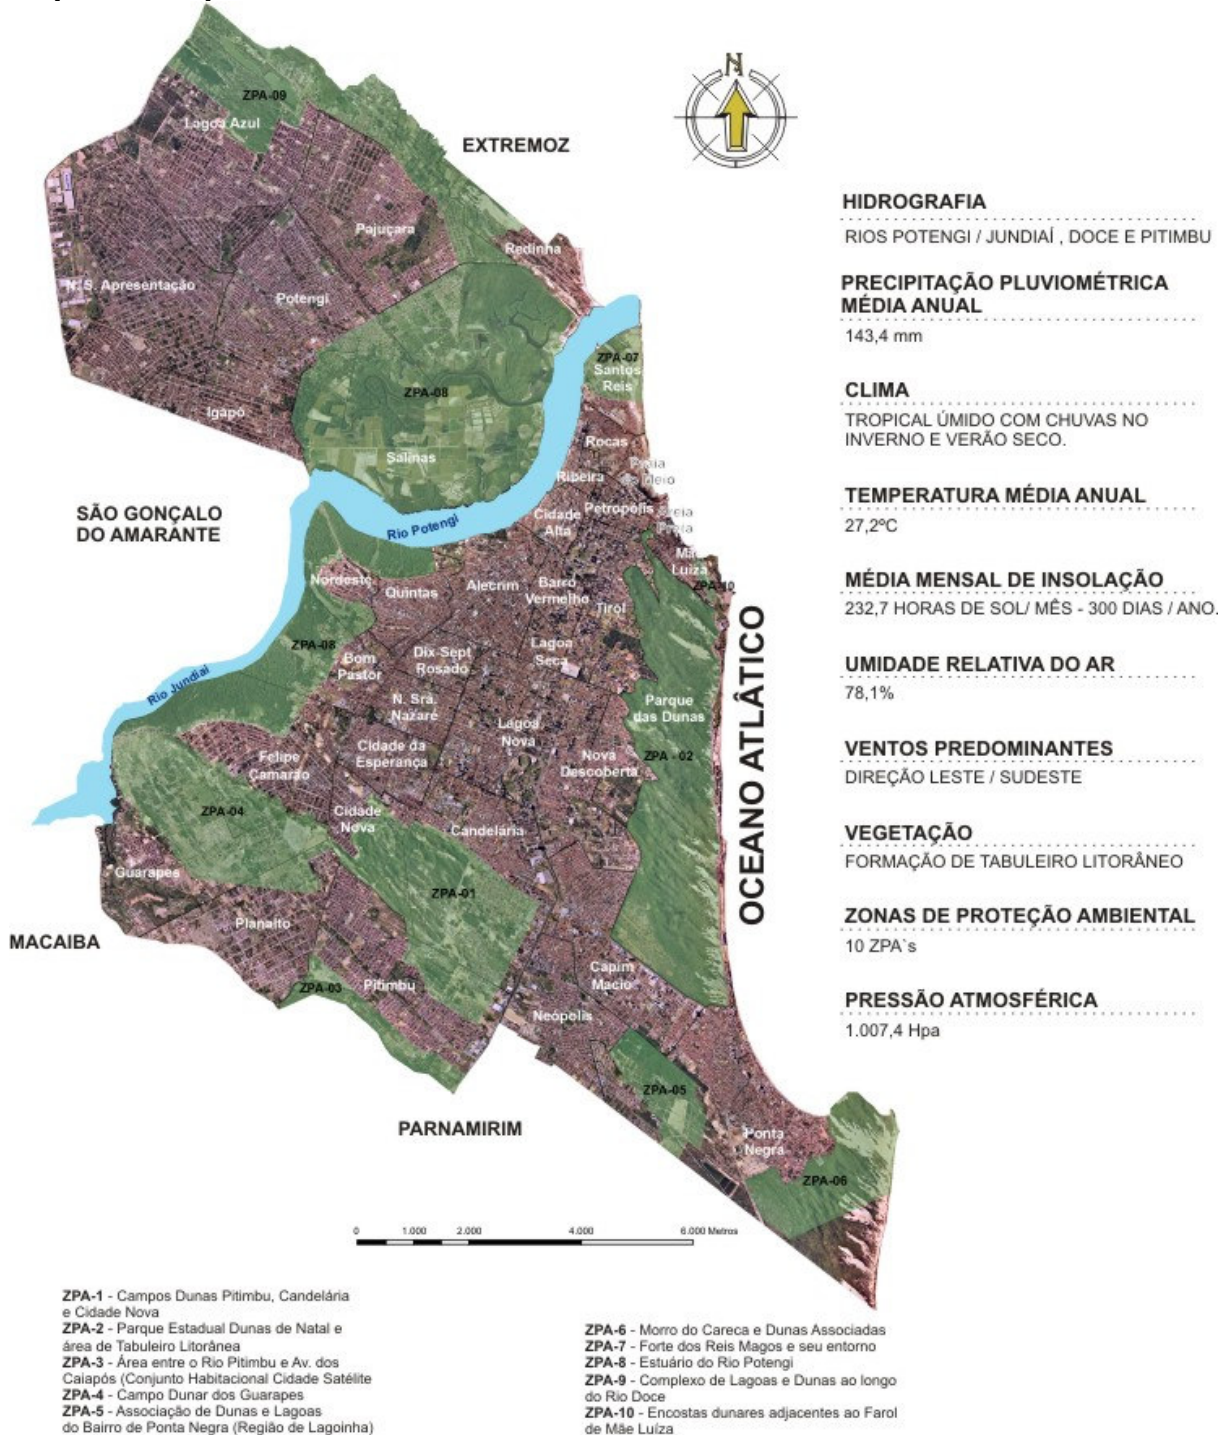 N
ZPA-09
Lagoa Azul
EXTREMOZ
Pajuçara
Redinha
N. S. Apresentação
Potengi
ZPA-07
Santos
Reis
ZPA-08
Igapó
Rocas
Salinas
Praia
do Meio
Ribeira
Petrópolis
Areia
Preta
Cidade
Alta
SÃO GONÇALO
DO AMARANTE
Rio Potengi
Mãe
Luiza
ZPA-10
Nordeste
Quintas
Alecrim
Barro
Vermelho
Tirol
ZPA-08
Bom
Pastor
Dix-Sept
Rosado
Lagoa
Seca
Rio Jundiaí
N. Sra.
Nazaré
Parque
das Dunas
Lagoa
Nova
Felipe
Camarão
Cidade da
Esperança
Nova
Descoberta
ZPA - 02
OCEANO ATLÂTICO
ZPA-04
Cidade
Nova
Candelária
Guarapes
ZPA-01
Planalto
MACAIBA
Capim
Macio
ZPA-03
Pitimbu
Neópolis
ZPA-05
PARNAMIRIM
Ponta
Negra
ZPA-06
0 1.000 2.000 4.000 6.000 Metros
HIDROGRAFIA
RIOS POTENGI / JUNDIAÍ , DOCE E PITIMBU
PRECIPITAÇÃO PLUVIOMÉTRICA
MÉDIA ANUAL
143,4 mm
CLIMA
TROPICAL ÚMIDO COM CHUVAS NO
INVERNO E VERÃO SECO.
TEMPERATURA MÉDIA ANUAL
27,2ºC
MÉDIA MENSAL DE INSOLAÇÃO
232,7 HORAS DE SOL/ MÊS - 300 DIAS / ANO.
UMIDADE RELATIVA DO AR
78,1%
VENTOS PREDOMINANTES
DIREÇÃO LESTE / SUDESTE
VEGETAÇÃO
FORMAÇÃO DE TABULEIRO LITORÂNEO
ZONAS DE PROTEÇÃO AMBIENTAL
10 ZPA`s
PRESSÃO ATMOSFÉRICA
1.007,4 Hpa
ZPA-1 - Campos Dunas Pitimbu, Candelária
e Cidade Nova
ZPA-2 - Parque Estadual Dunas de Natal e
área de Tabuleiro Litorânea
ZPA-3 - Área entre o Rio Pitimbu e Av. dos
Caiapós (Conjunto Habitacional Cidade Satélite
ZPA-4 - Campo Dunar dos Guarapes
ZPA-5 - Associação de Dunas e Lagoas
do Bairro de Ponta Negra (Região de Lagoinha)
ZPA-6 - Morro do Careca e Dunas Associadas
ZPA-7 - Forte dos Reis Magos e seu entorno
ZPA-8 - Estuário do Rio Potengi
ZPA-9 - Complexo de Lagoas e Dunas ao longo
do Rio Doce
ZPA-10 - Encostas dunares adjacentes ao Farol
de Mãe Luíza